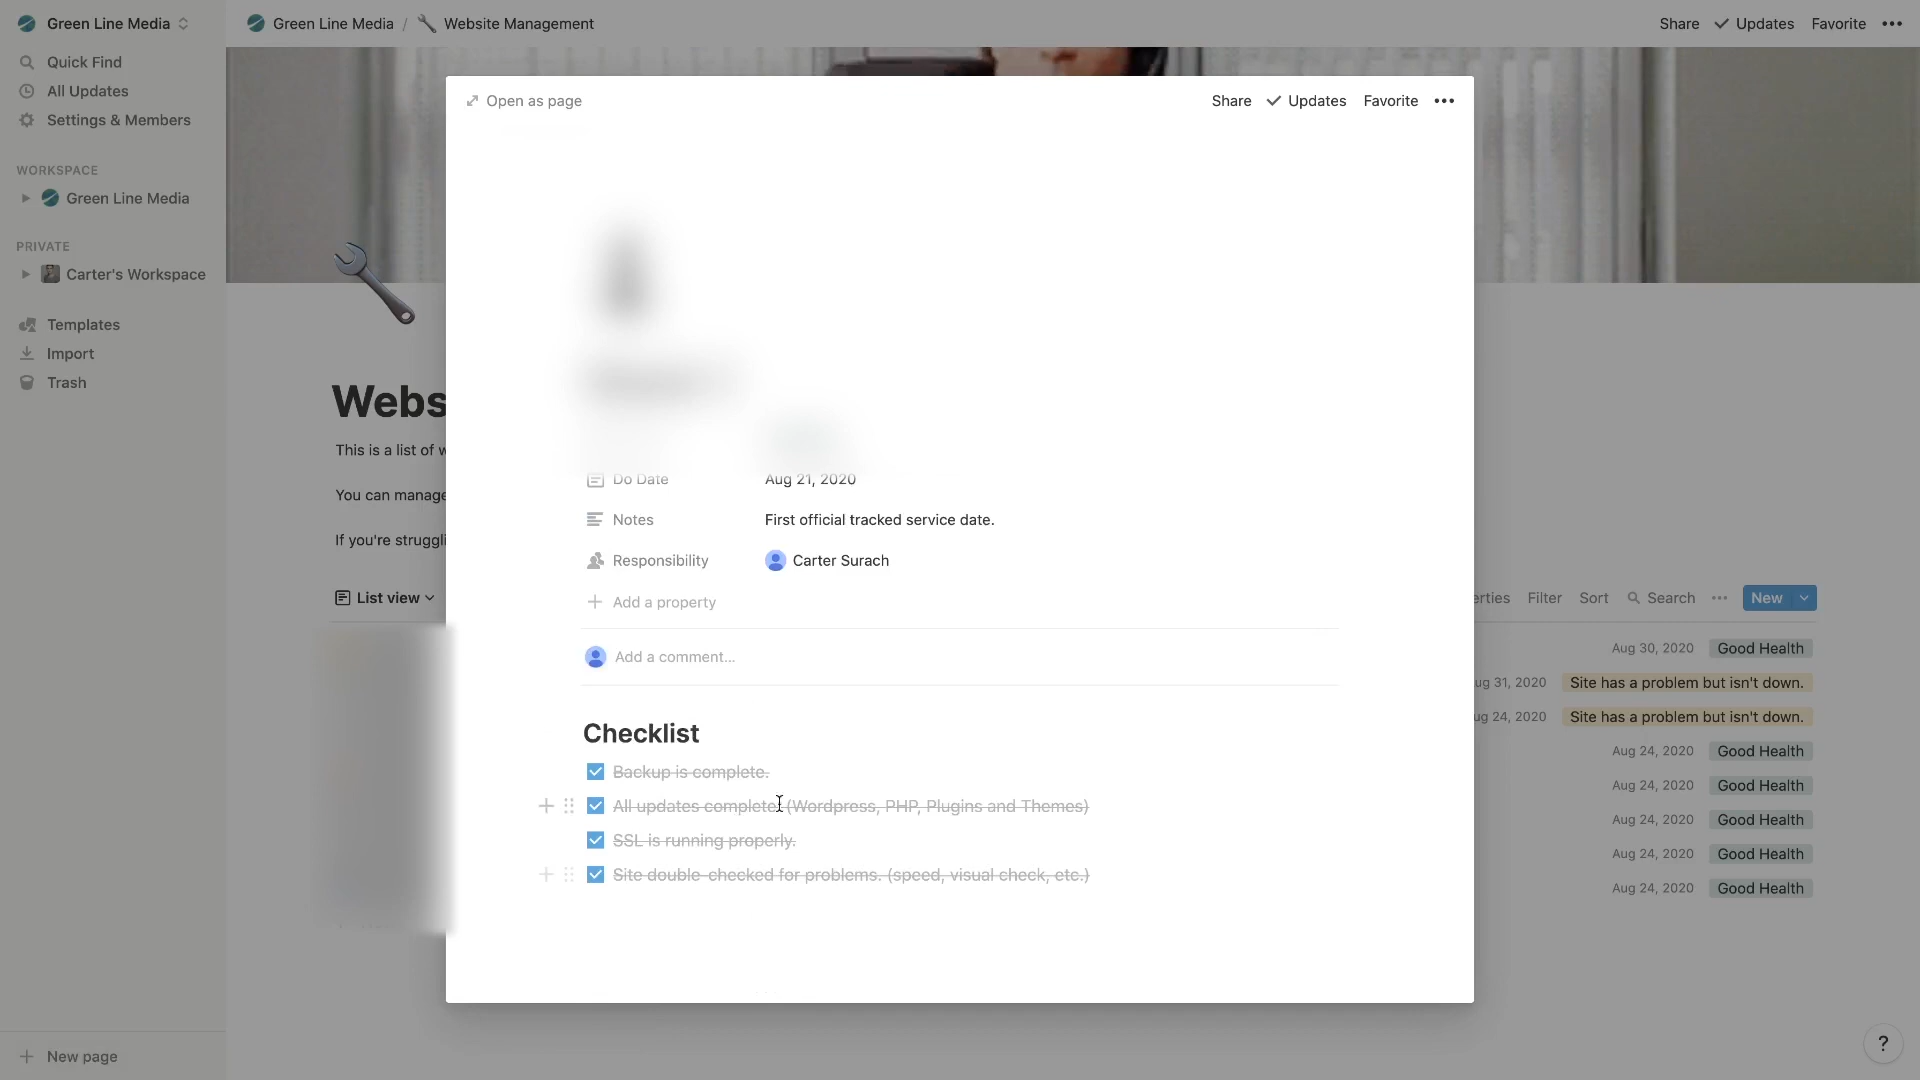 Green Line Media
Quick Find
All Updates
Settings & Members
WORKSPACE
Green Line Media
PRIVATE
Carter's Workspace
Templates
Import
Trash
New page
Green Line Media / Website Management
Share Updates Favorite
Webs
This is a list of w
You can manage
If you're struggli
List view
erties Filter Sort Search New
Aug 30, 2020 Good Health
ug 31, 2020 Site has a problem but isn't down.
ug 24, 2020 Site has a problem but isn't down.
Aug 24, 2020 Good Health
Aug 24, 2020 Good Health
Aug 24, 2020 Good Health
Aug 24, 2020 Good Health
Aug 24, 2020 Good Health
Open as page
Share Updates Favorite
Do Date Aug 21, 2020
Notes First official tracked service date.
Responsibility Carter Surach
Add a property
Add a comment...
Checklist
Backup is complete.
All updates complete. (Wordpress, PHP, Plugins and Themes)
SSL is running properly.
Site double-checked for problems. (speed, visual check, etc.)
?